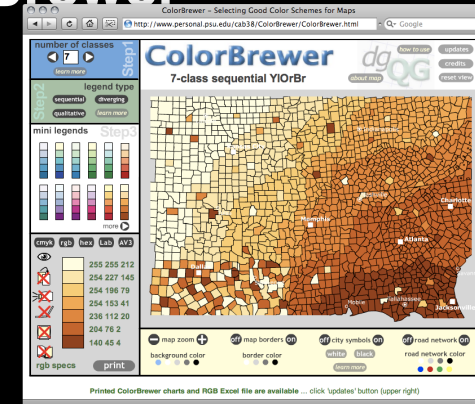 ColorBrewer – Selecting Good Color Schemes for Maps
http://www.personal.psu.edu/cab38/ColorBrewer/ColorBrewer.html
Google
number of classes
7
learn more
Step1
ColorBrewer
7-class sequential YlOrBr
how to use
updates
credits
about map
reset view
Step2
legend type
sequential
diverging
qualitative
learn more
mini legends
Step3
more
cmyk rgb hex Lab AV3
255 255 212
254 227 145
254 196 79
254 153 41
236 112 20
204 76 2
140 45 4
rgb specs
print
Memphis
Charlotte
Atlanta
Mobile
Tallahassee
Jacksonville
map zoom
off map borders on
off city symbols on
off road network on
background color
border color
white black
road network color
learn more
Printed ColorBrewer charts and RGB Excel file are available ... click 'updates' button (upper right)